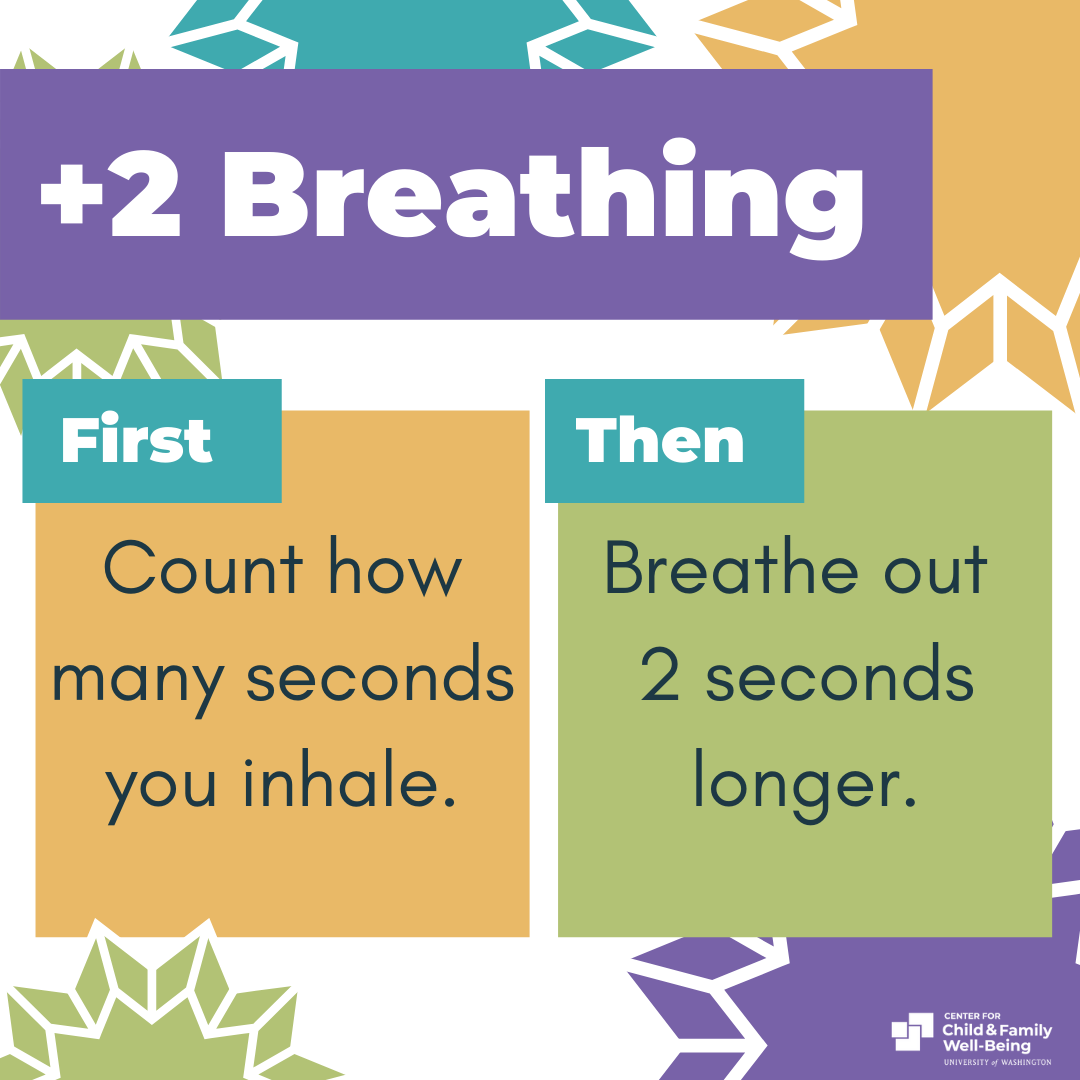 +2 Breathing
First
Count how
many seconds
you inhale.
Then
Breathe out
2 seconds
longer.
CENTER FOR
Child & Family
Well-Being
UNIVERSITY of WASHINGTON